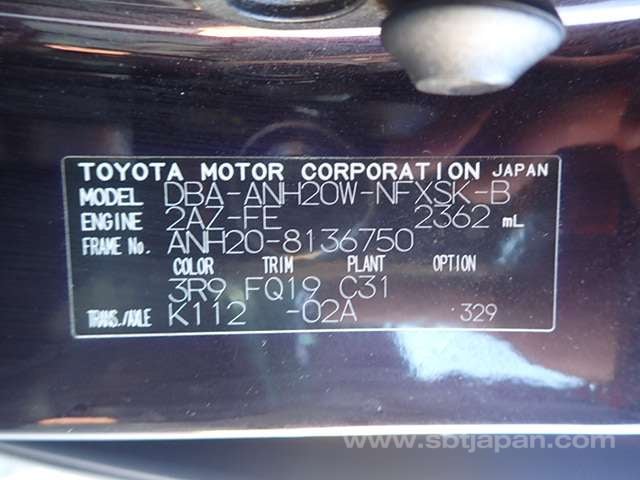 TOYOTA MOTOR CORPORATION JAPAN
MODEL DBA-ANH20W-NFXSK-B
ENGINE 2AZ-FE 2362 mL
FRAME No. ANH20-8136750
COLOR TRIM PLANT OPTION
3R9 FQ19 C31
TRANS./AXLE K112 -02A 329
www.sbtjapan.com